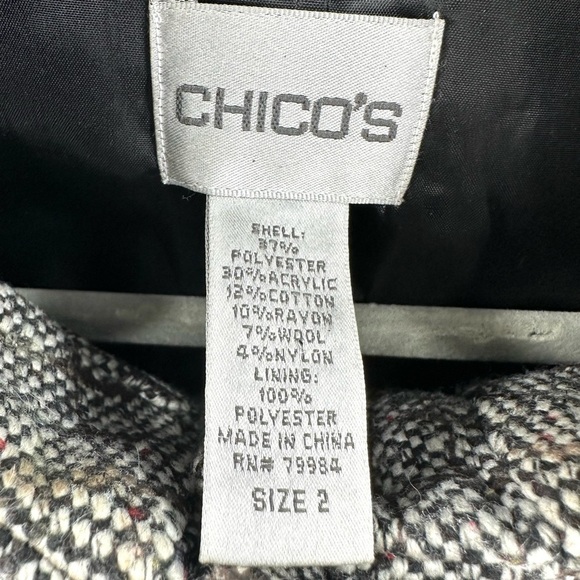 CHICO'S
SHELL:
37%
POLYESTER
30%ACRYLIC
12%COTTON
10%RAYON
7%WOOL
4%NYLON
LINING:
100%
POLYESTER
MADE IN CHINA
RN# 79984
SIZE 2